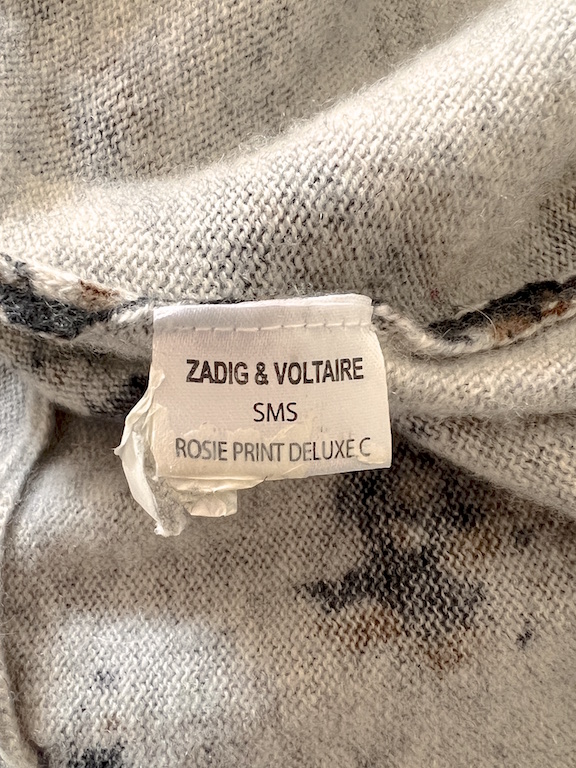 ZADIG & VOLTAIRE
SMS
ROSIE PRINT DELUXE C